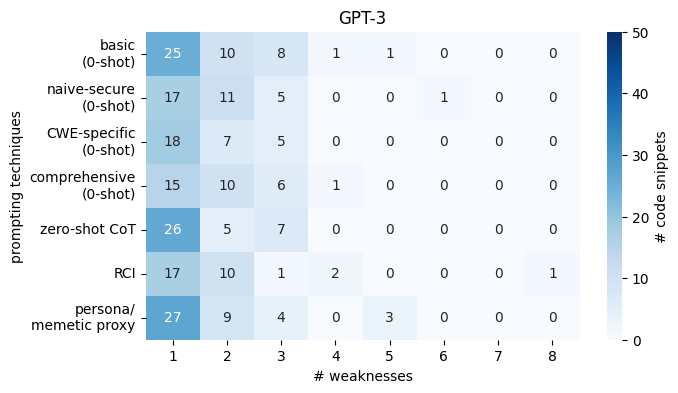 GPT-3
prompting techniques
basic
(0-shot)
25 10 8 1 1 0 0 0
naive-secure
(0-shot)
17 11 5 0 0 1 0 0
CWE-specific
(0-shot)
18 7 5 0 0 0 0 0
comprehensive
(0-shot)
15 10 6 1 0 0 0 0
zero-shot CoT
26 5 7 0 0 0 0 0
RCI
17 10 1 2 0 0 0 1
persona/
memetic proxy
27 9 4 0 3 0 0 0
1 2 3 4 5 6 7 8
# weaknesses
50
40
30
20
10
0
# code snippets